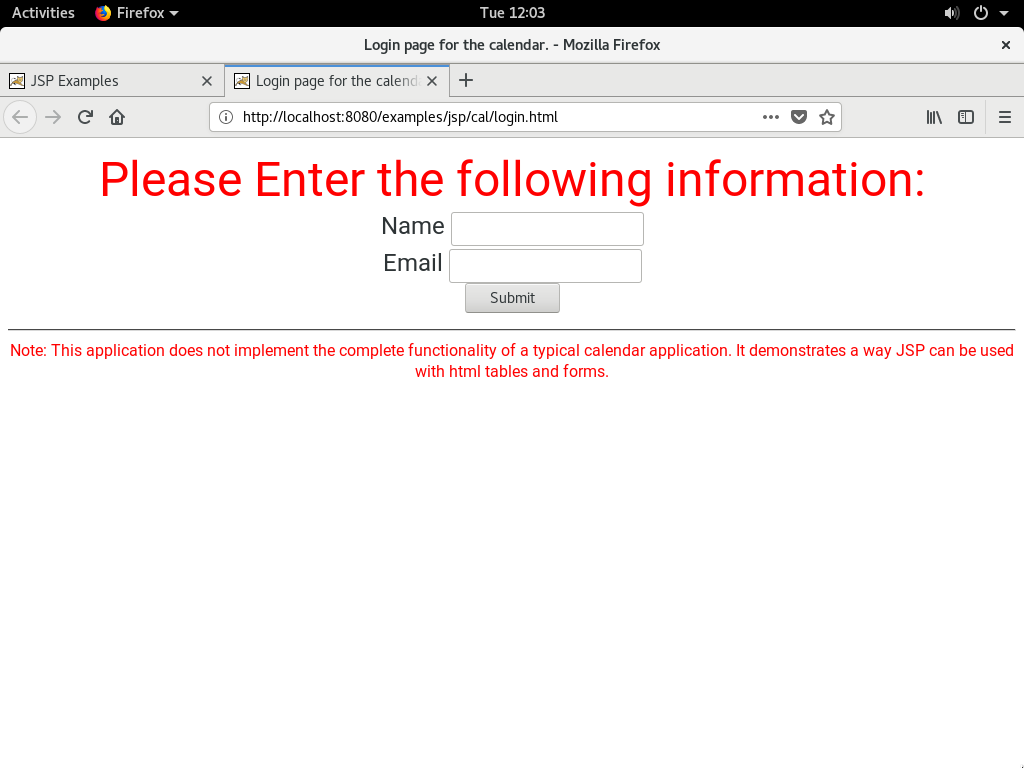 Activities Firefox Tue 12:03
Login page for the calendar. - Mozilla Firefox
JSP Examples Login page for the calend
http://localhost:8080/examples/jsp/cal/login.html
Please Enter the following information:
Name
Email
Submit
Note: This application does not implement the complete functionality of a typical calendar application. It demonstrates a way JSP can be used
with html tables and forms.